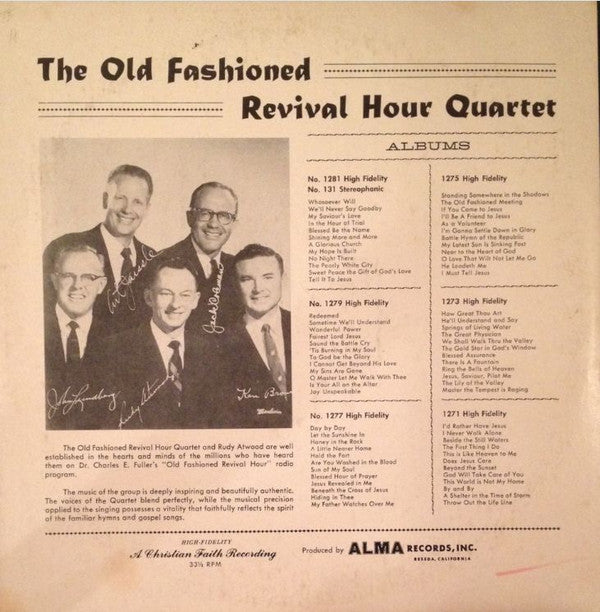 The Old Fashioned
Revival Hour Quartet
ALBUMS
No. 1281 High Fidelity
No. 131 Stereophonic
Whosoever Will
We'll Never Say Goodby
My Saviour's Love
In the Hour of Trial
Blessed Be the Name
Shining More and More
A Glorious Church
My Hope is Built
No Night There
The Pearly White City
Sweet Peace the Gift of God's Love
Tell It To Jesus
No. 1279 High Fidelity
Redeemed
Sometime We'll Understand
Wonderful Power
Fairest Lord Jesus
Sound the Battle Cry
'Tis Burning in My Soul
To God be the Glory
I Cannot Get Beyond His Love
My Sins Are Gone
O Master Let Me Walk With Thee
Is Your All on the Altar
Joy Unspeakable
No. 1277 High Fidelity
Day by Day
Let the Sunshine In
Honey in the Rock
A Little Nearer Home
Hold the Fort
Are You Washed in the Blood
Sun of My Soul
Blessed Hour of Prayer
Jesus Revealed in Me
Beneath the Cross of Jesus
Hiding in Thee
My Father Watches Over Me
1275 High Fidelity
Standing Somewhere in the Shadows
The Old Fashioned Meeting
If You Came to Jesus
I'll Be A Friend to Jesus
As a Volunteer
I'm Gonna Settle Down in Glory
Battle Hymn of the Republic
My Latest Sun Is Sinking Fast
Near to the Heart of God
O Love That Will Not Let Me Go
He Leadeth Me
I Must Tell Jesus
1273 High Fidelity
How Great Thou Art
He'll Understand and Say
Springs of Living Water
The Great Physician
We Shall Walk Thru the Valley
The Gold Star in God's Window
Blessed Assurance
There Is A Fountain
Ring the Bells of Heaven
Jesus, Saviour, Pilot Me
The Lily of the Valley
Master the Tempest is Raging
1271 High Fidelity
I'd Rather Have Jesus
I Never Walk Alone
Beside the Still Waters
The First Thing I Do
This is Like Heaven to Me
Does Jesus Care
Beyond the Sunset
God Will Take Care of You
This World Is Not My Home
By and By
A Shelter in the Time of Storm
Throw Out the Life Line
Jack Coleman
Rudy Atwood
Ken Brown
The Old Fashioned Revival Hour Quartet and Rudy Atwood are well
established in the hearts and minds of the millions who have heard
them on Dr. Charles E. Fuller's "Old Fashioned Revival Hour" radio
program.
The music of the group is deeply inspiring and beautifully authentic.
The voices of the Quartet blend perfectly, while the musical precision
applied to the singing possesses a vitality that faithfully reflects the spirit
of the familiar hymns and gospel songs.
HIGH-FIDELITY
A Christian Faith Recording
33⅓ RPM
Produced by ALMA RECORDS, INC.
RESEDA, CALIFORNIA